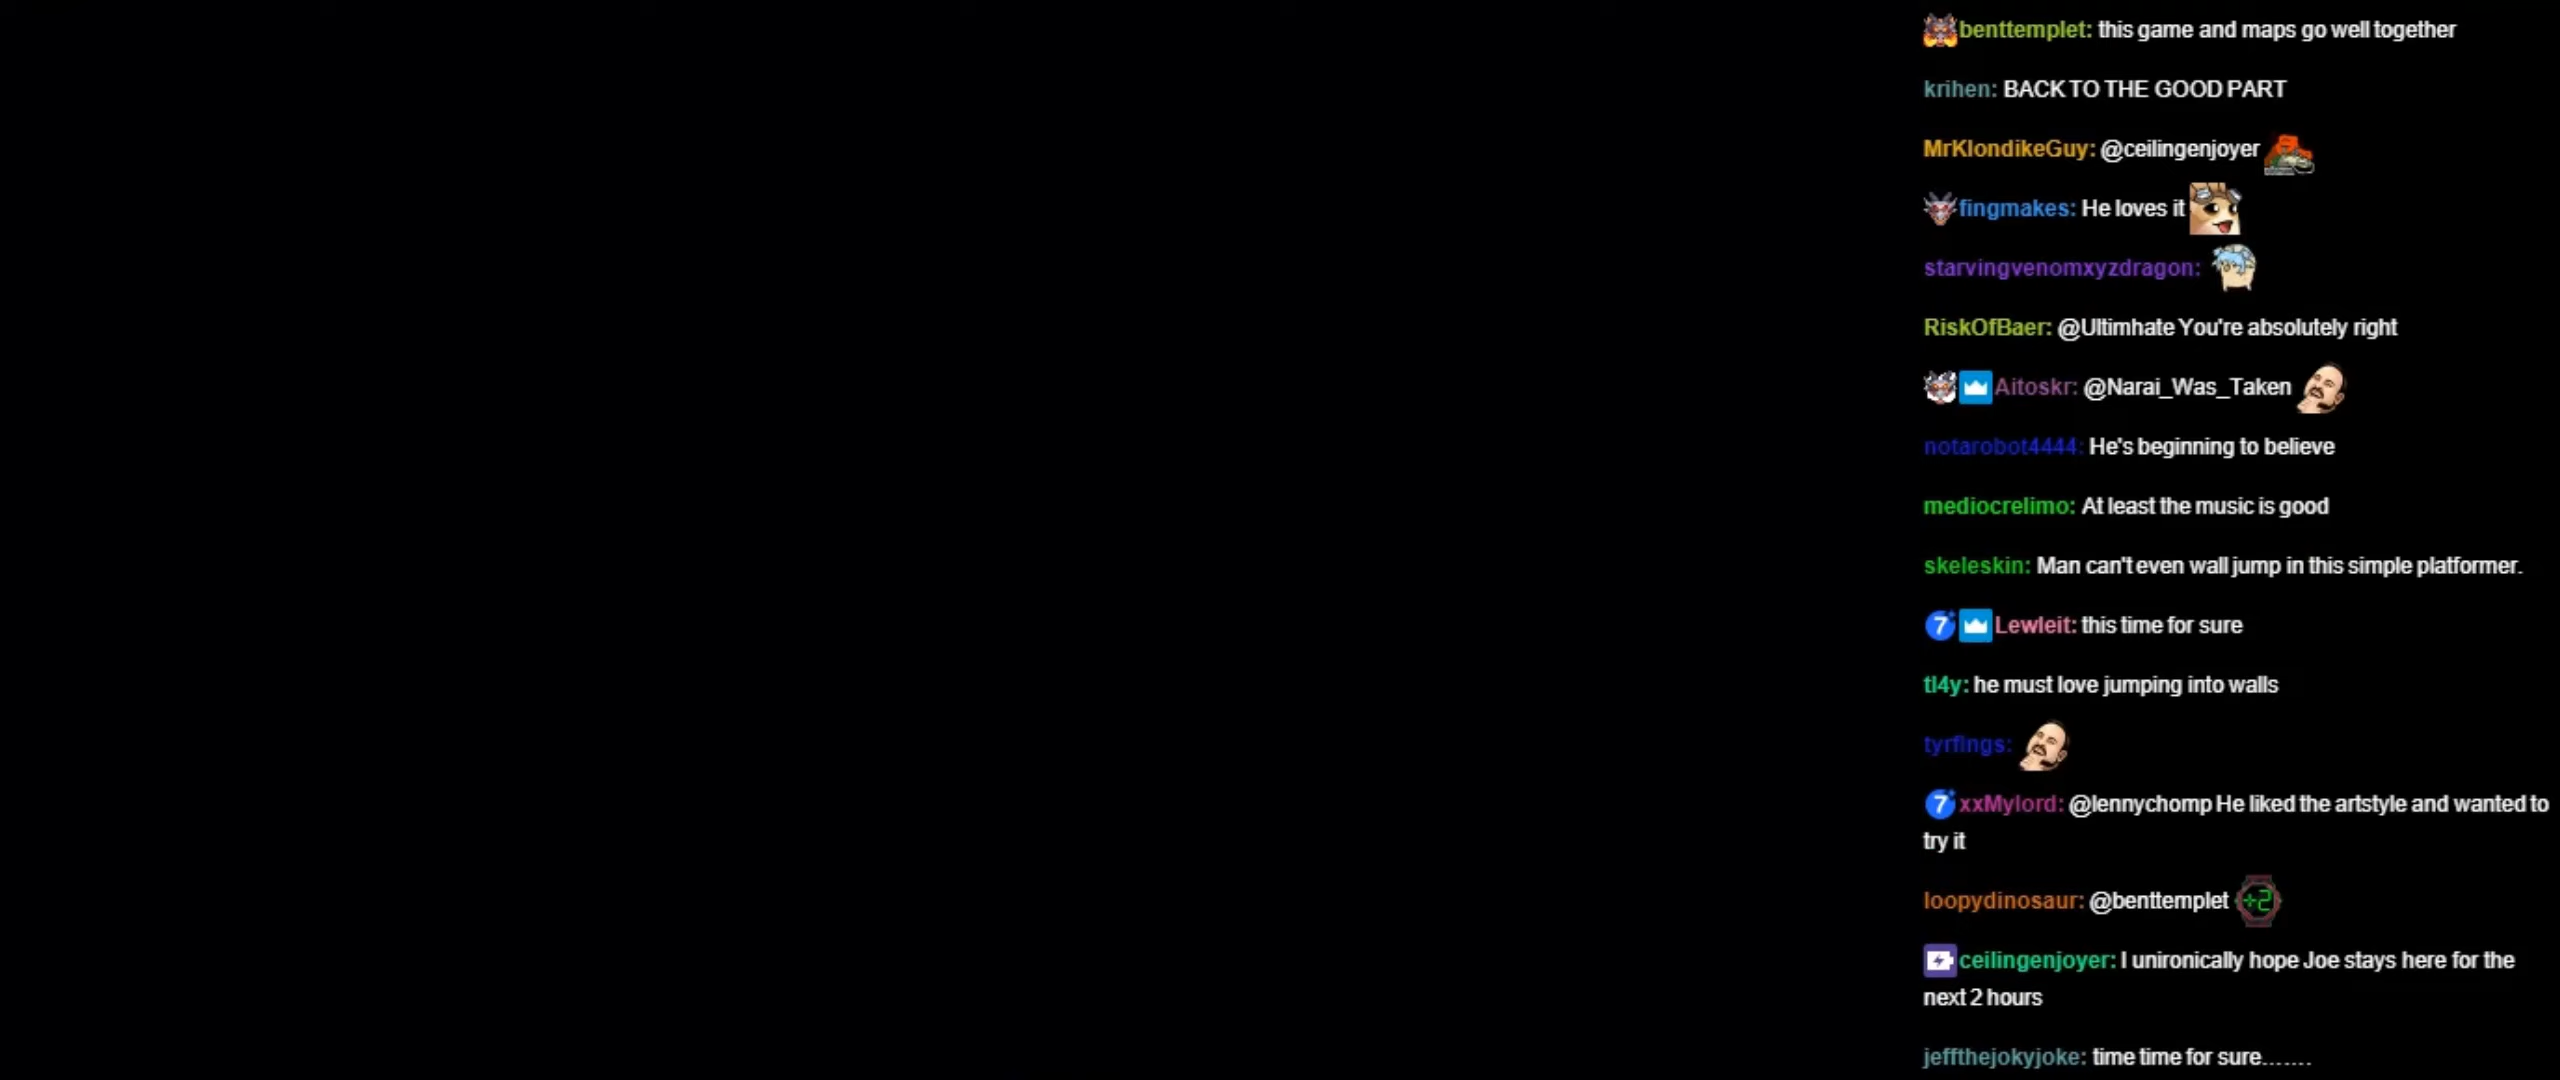 benttemplet: this game and maps go well together
krihen: BACK TO THE GOOD PART
MrKlondikeGuy: @ceilingenjoyer
fingmakes: He loves it
starvingvenomxyzdragon:
RiskOfBaer: @Ultimhate You're absolutely right
Aitoskr: @Narai_Was_Taken
notarobot4444: He's beginning to believe
mediocrelimo: At least the music is good
skeleskin: Man can't even wall jump in this simple platformer.
7 Lewleit: this time for sure
tl4y: he must love jumping into walls
tyrflngs:
7 xxMylord: @lennychomp He liked the artstyle and wanted to
try it
loopydinosaur: @benttemplet +2
ceilingenjoyer: I unironically hope Joe stays here for the
next 2 hours
jeffthejokyjoke: time time for sure.......